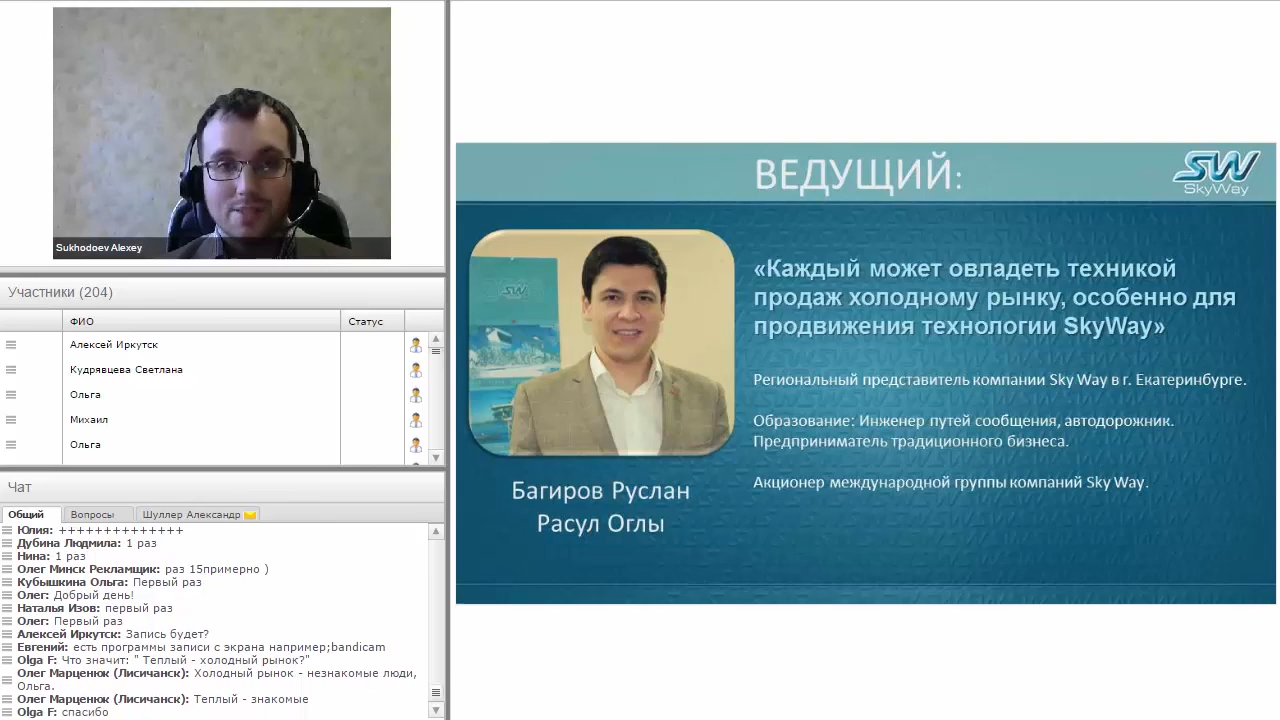 Sukhodoev Alexey
Участники (204)
ФИО
Статус
Алексей Иркутск
Кудрявцева Светлана
Ольга
Михаил
Ольга
Чат
Общий
Вопросы
Шуллер Александр
Юлия: ++++++++++++++
Дубина Людмила: 1 раз
Нина: 1 раз
Олег Минск Рекламщик: раз 15примерно )
Кубышкина Ольга: Первый раз
Олег: Добрый день!
Наталья Изов: первый раз
Олег: Первый раз
Алексей Иркутск: Запись будет?
Евгений: есть программы записи с экрана например;bandicam
Olga F: Что значит: " Теплый - холодный рынок?"
Олег Марценюк (Лисичанск): Холодный рынок - незнакомые люди,
Ольга.
Олег Марценюк (Лисичанск): Теплый - знакомые
Olga F: спасибо
ВЕДУЩИЙ:
SW
SkyWay
SW
«Каждый может овладеть техникой
продаж холодному рынку, особенно для
продвижения технологии SkyWay»
Региональный представитель компании Sky Way в г. Екатеринбурге.
Образование: Инженер путей сообщения, автодорожник.
Предприниматель традиционного бизнеса.
Акционер международной группы компаний Sky Way.
Багиров Руслан
Расул Оглы